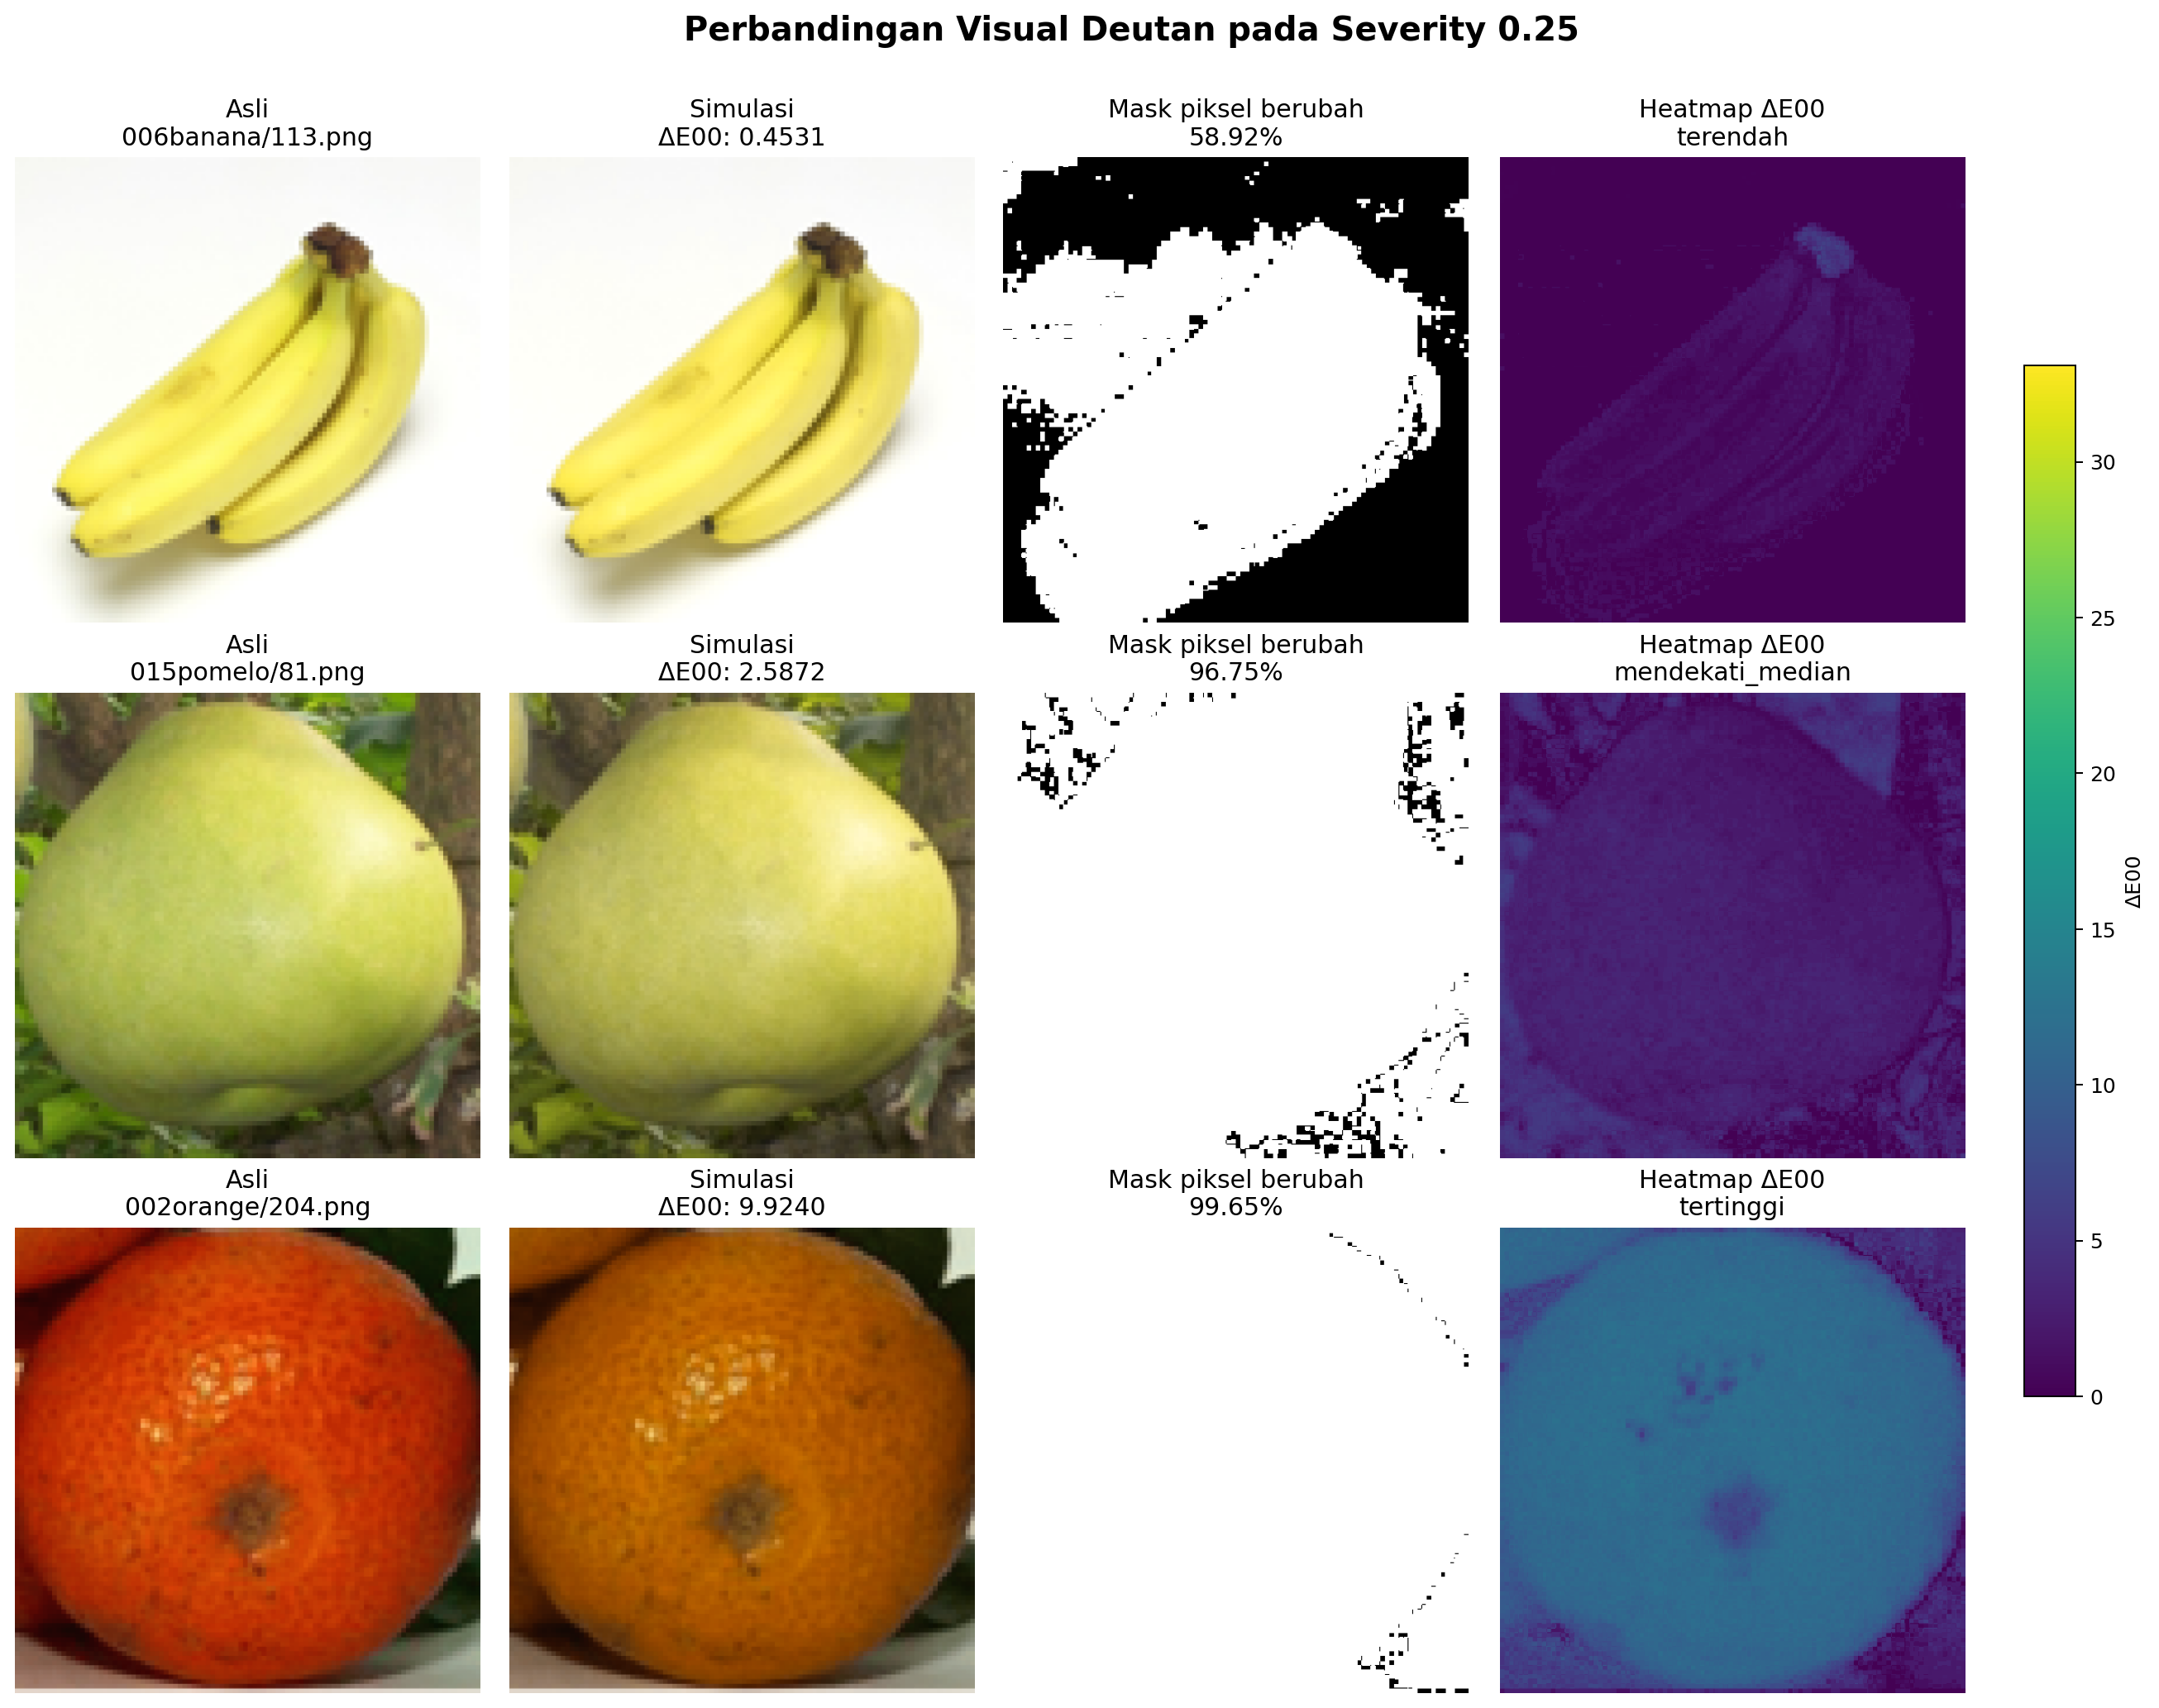 Perbandingan Visual Deutan pada Severity 0.25
Asli
006banana/113.png
Simulasi
ΔE00: 0.4531
Mask piksel berubah
58.92%
Heatmap ΔE00
terendah
Asli
015pomelo/81.png
Simulasi
ΔE00: 2.5872
Mask piksel berubah
96.75%
Heatmap ΔE00
mendekati_median
Asli
002orange/204.png
Simulasi
ΔE00: 9.9240
Mask piksel berubah
99.65%
Heatmap ΔE00
tertinggi
30
25
20
15
10
5
0
ΔE00